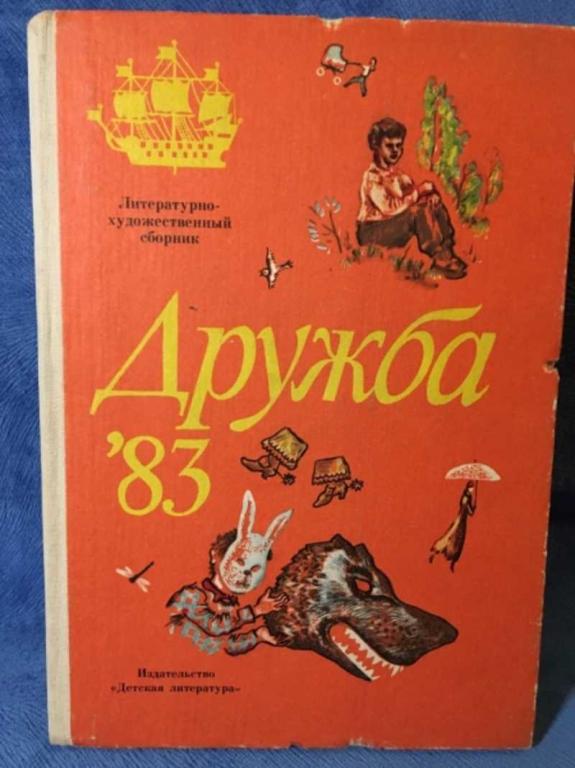 Литературно-
художественный
сборник
Дружба
’83
Издательство
«Детская литература»